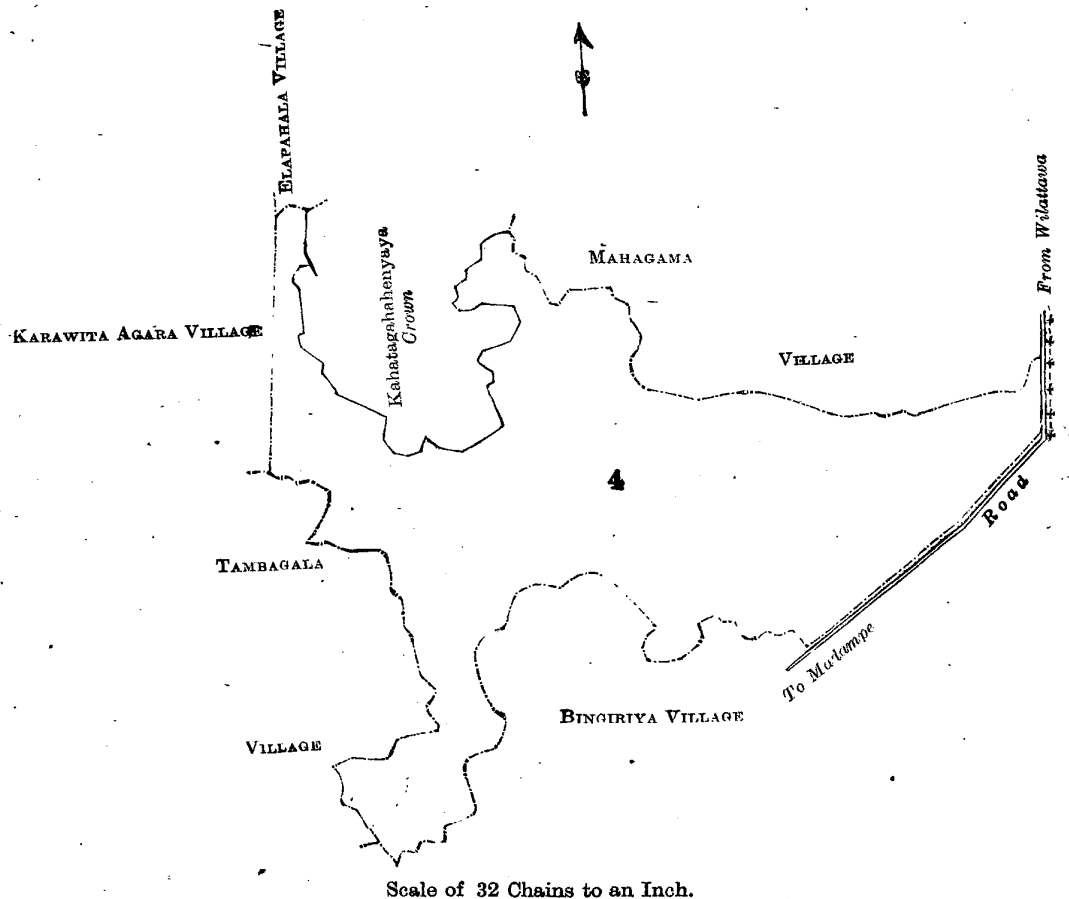 ELAPAHALA VILLAGE
From Wilattawa
Kahatagahahenyaya
Crown
MAHAGAMA
KARAWITA AGARA VILLAGE
VILLAGE
4
Road
TAMBAGALA
To Matampe
BINGIRIYA VILLAGE
VILLAGE
Scale of 32 Chains to an Inch.